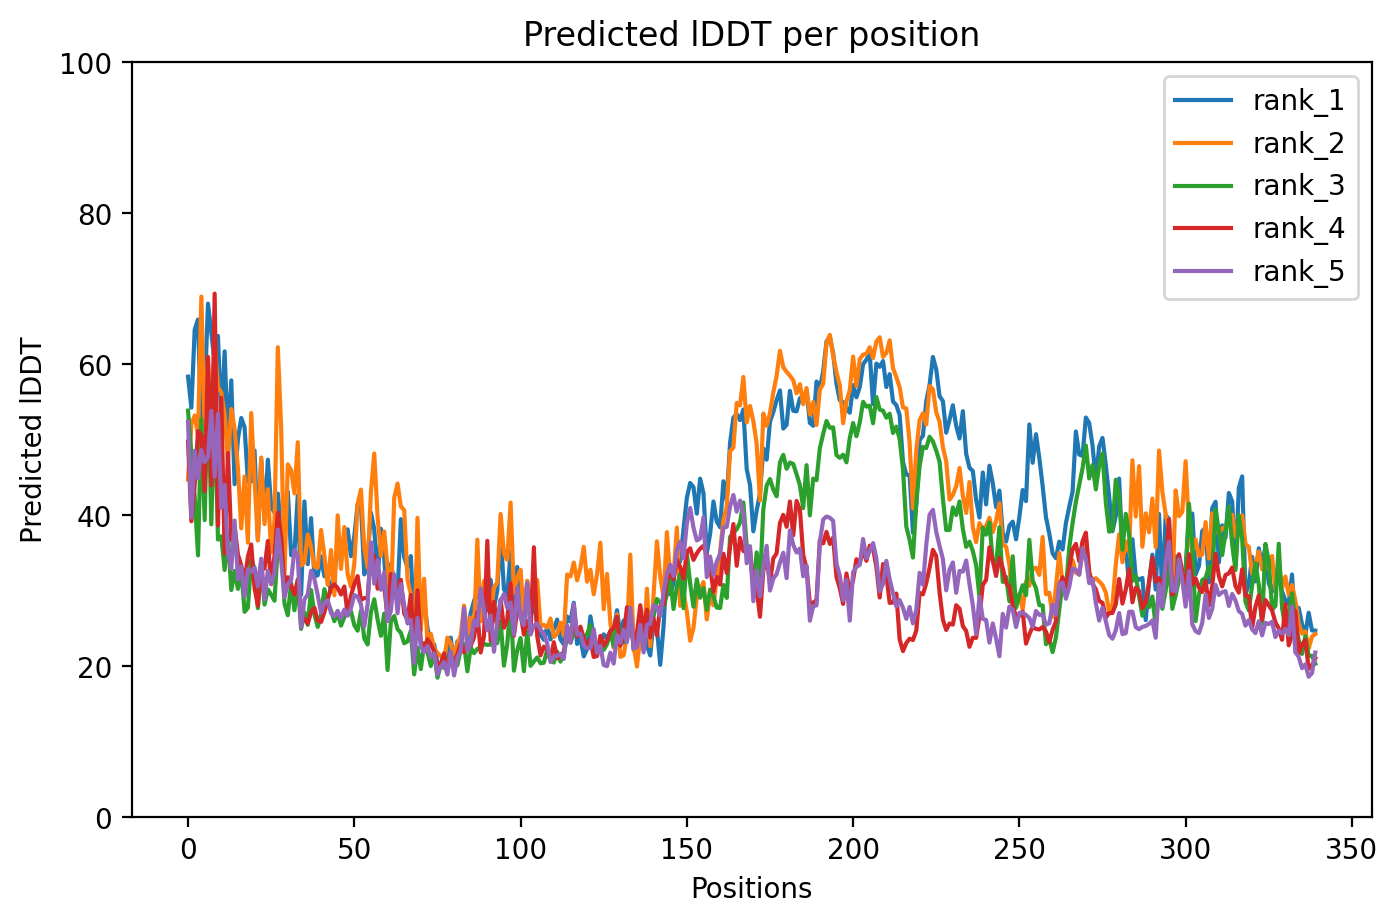 Predicted lDDT per position
100
80
60
40
20
0
Predicted lDDT
0 50 100 150 200 250 300 350
Positions
rank_1
rank_2
rank_3
rank_4
rank_5